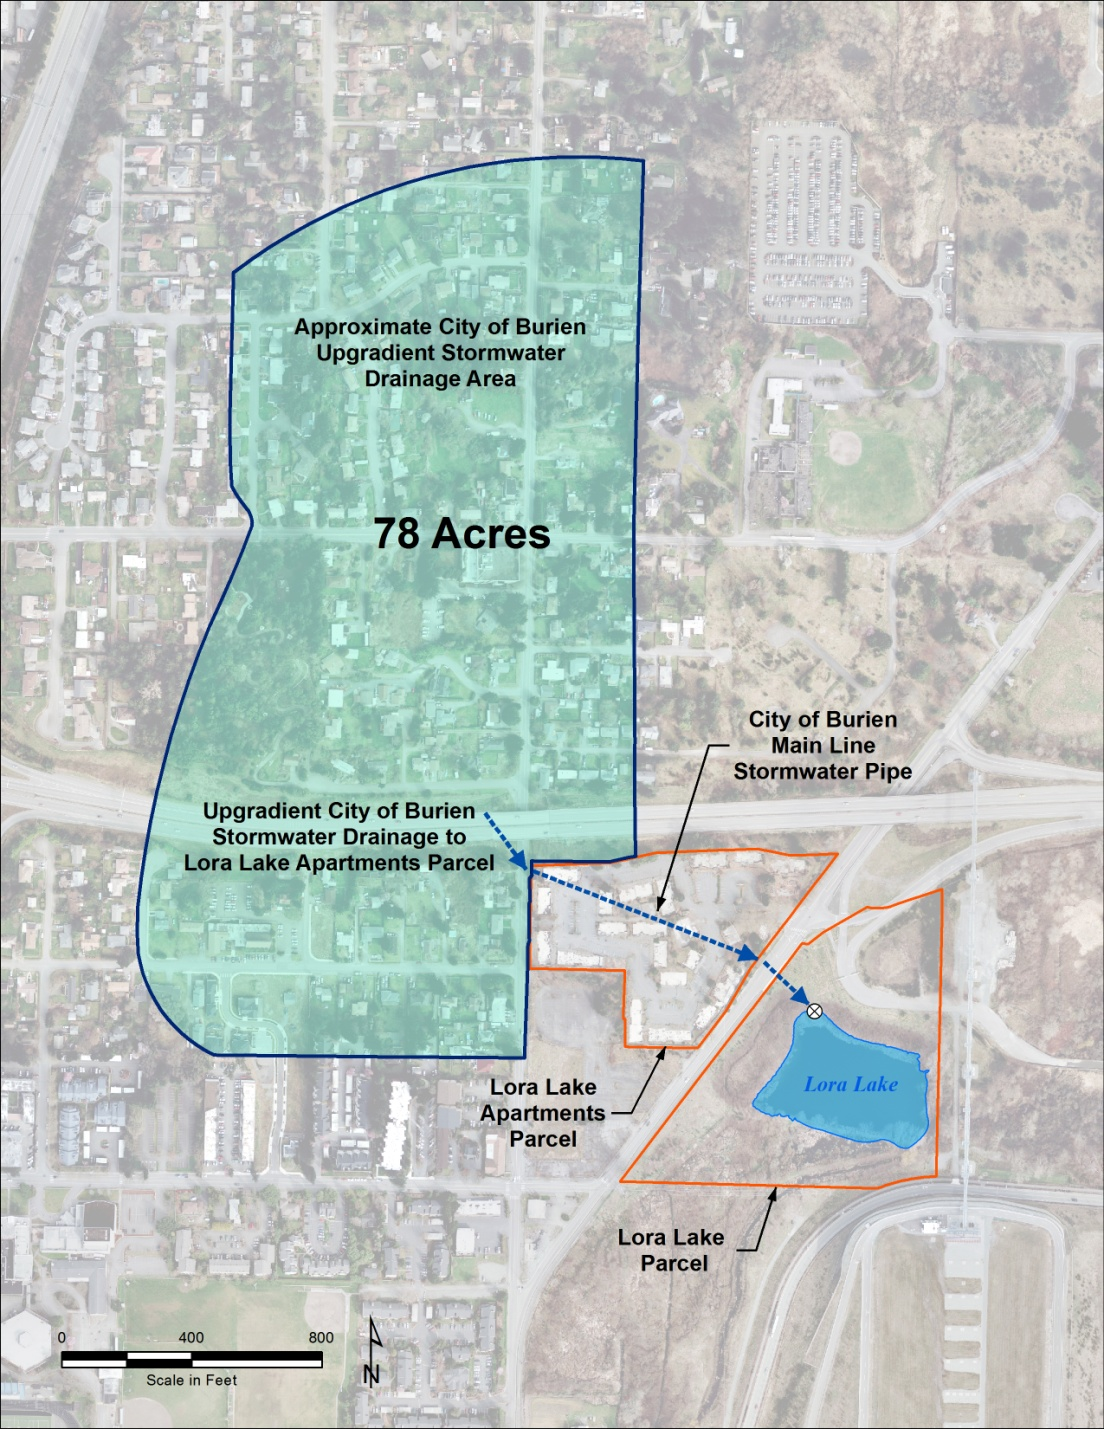 Approximate City of Burien
Upgradient Stormwater
Drainage Area
78 Acres
City of Burien
Main Line
Stormwater Pipe
Upgradient City of Burien
Stormwater Drainage to
Lora Lake Apartments Parcel
Lora Lake
Lora Lake
Apartments
Parcel
Lora Lake
Parcel
0 400 800
Scale in Feet
N